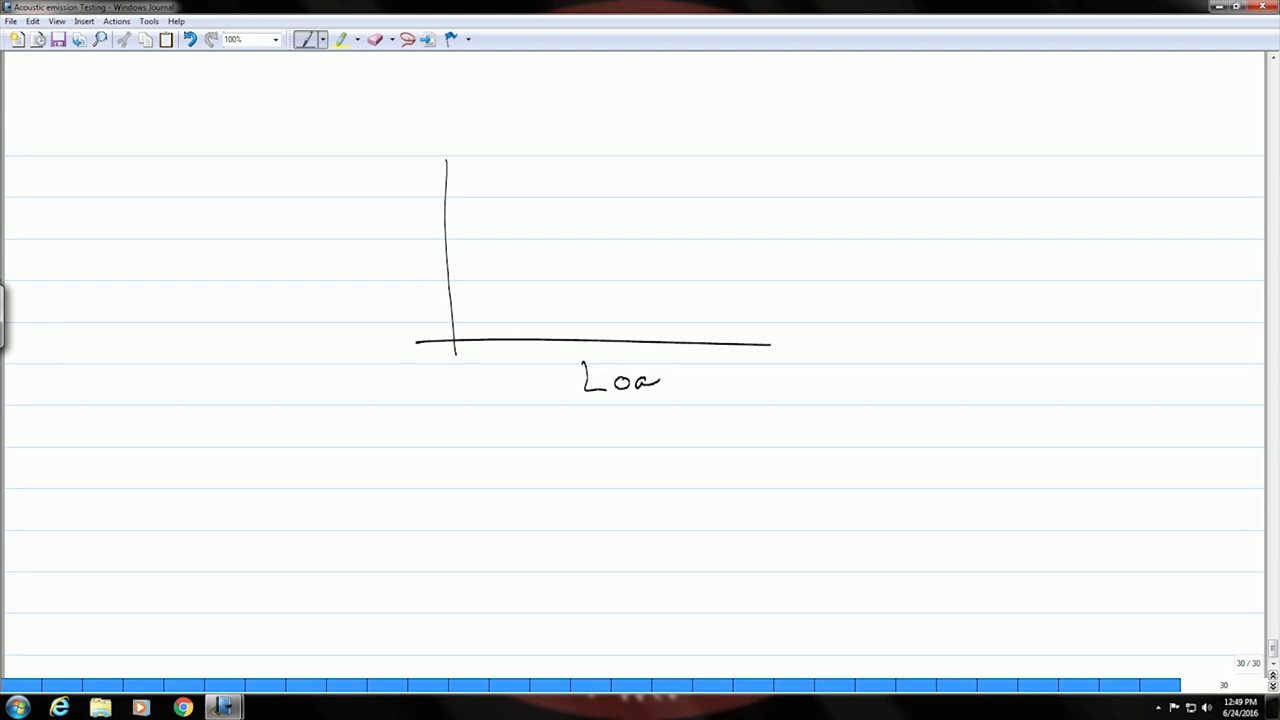 Acoustic emission Testing - Windows Journal
File Edit View Insert Actions Tools Help
100%
Loa
30 / 30
30
12:49 PM
6/24/2016